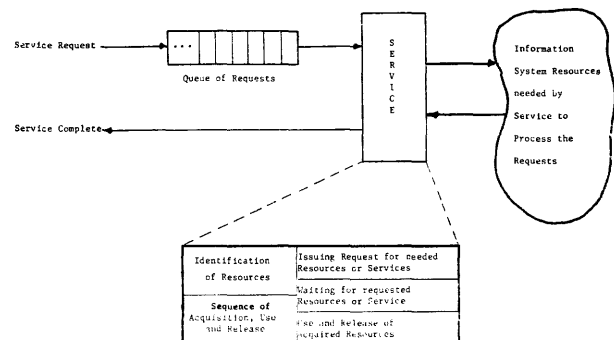 Service Request
...
Queue of Requests
SERVICE
Information
System Resources
needed by
Service to
Process the
Requests
Service Complete
Identification
of Resources
Issuing Request for needed
Resources or Services
Waiting for requested
Resources or Service
Sequence of
Acquisition, Use
and Release
Use and Release of
Acquired Resources